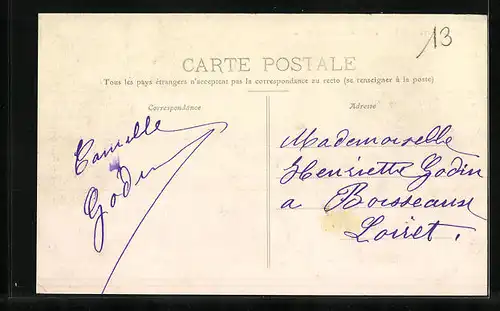 13
CARTE POSTALE
Tous les pays étrangers n'acceptent pas la correspondance au recto (se renseigner à la poste)
Correspondance
Adresse
Camille
Godin
Mademoiselle
Henriette Godin
a Boisseaux
Loiret.